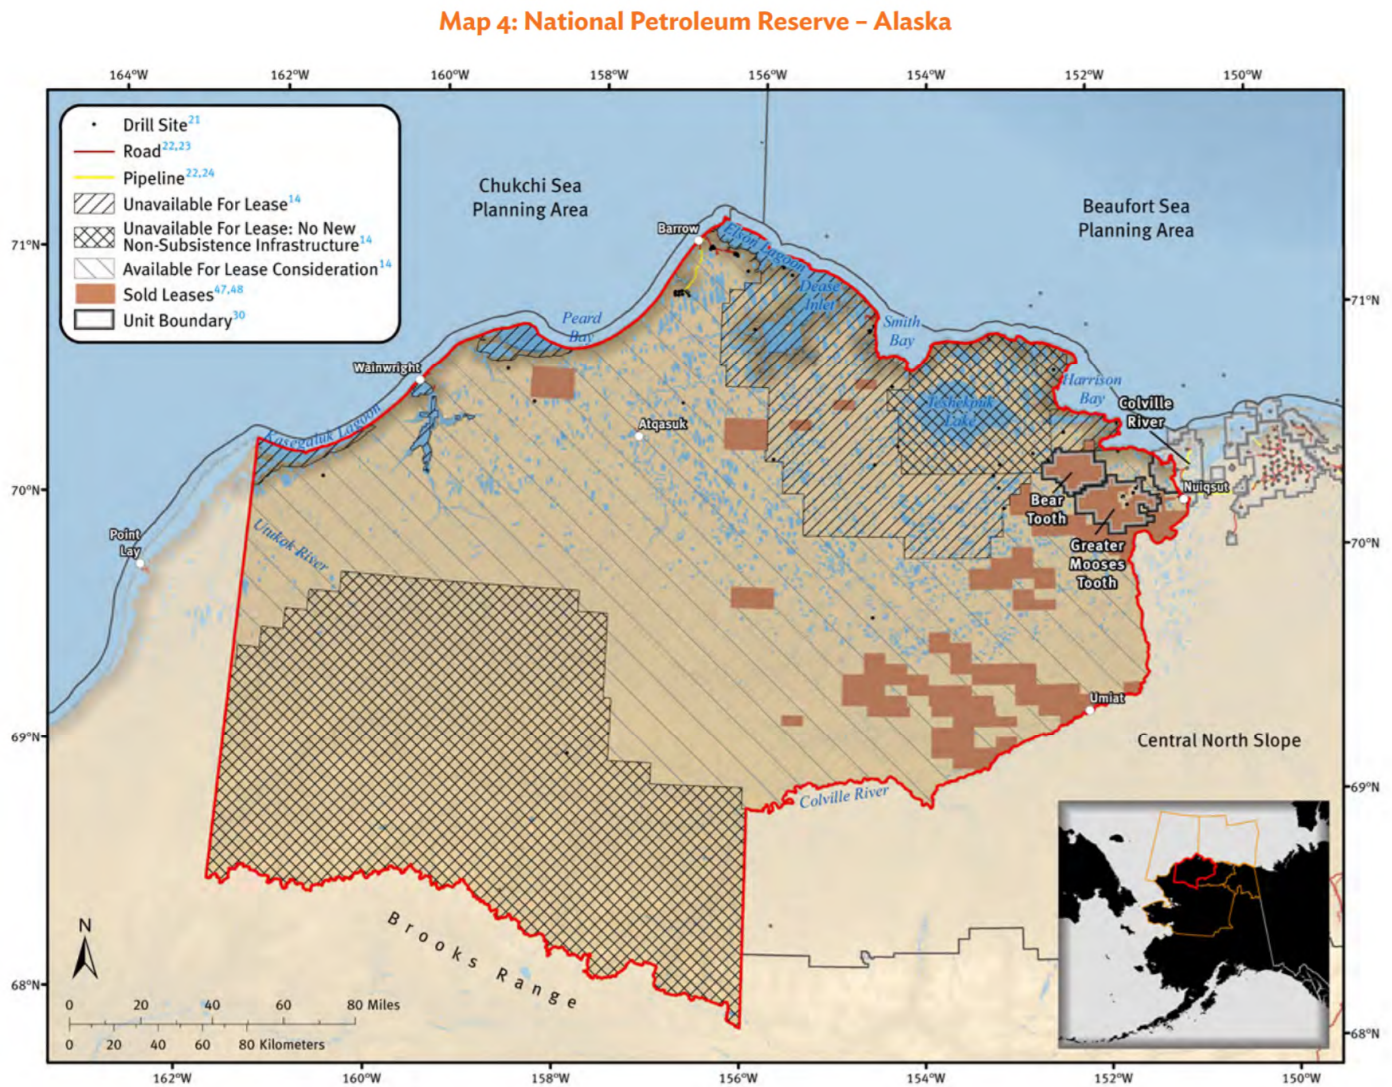 Map 4: National Petroleum Reserve – Alaska
164°W 162°W 160°W 158°W 156°W 154°W 152°W 150°W
Drill Site21
Road22,23
Pipeline22,24
Unavailable For Lease14
Unavailable For Lease: No New
Non-Subsistence Infrastructure14
Available For Lease Consideration14
Sold Leases47,48
Unit Boundary30
Chukchi Sea
Planning Area
Beaufort Sea
Planning Area
Barrow
Elson Lagoon
71°N
Dease
Inlet
71°N
Peard
Bay
Smith
Bay
Wainwright
Harrison
Bay
Teshekpuk
Lake
Colville
River
Kasegaluk Lagoon
Atqasuk
70°N
Nuiqsut
Bear
Tooth
Point
Lay
Utukok River
Greater
Mooses
Tooth
70°N
Umiat
69°N
Central North Slope
Colville River
69°N
Brooks Range
N
68°N
0 20 40 60 80 Miles
0 20 40 60 80 Kilometers
68°N
162°W 160°W 158°W 156°W 154°W 152°W 150°W